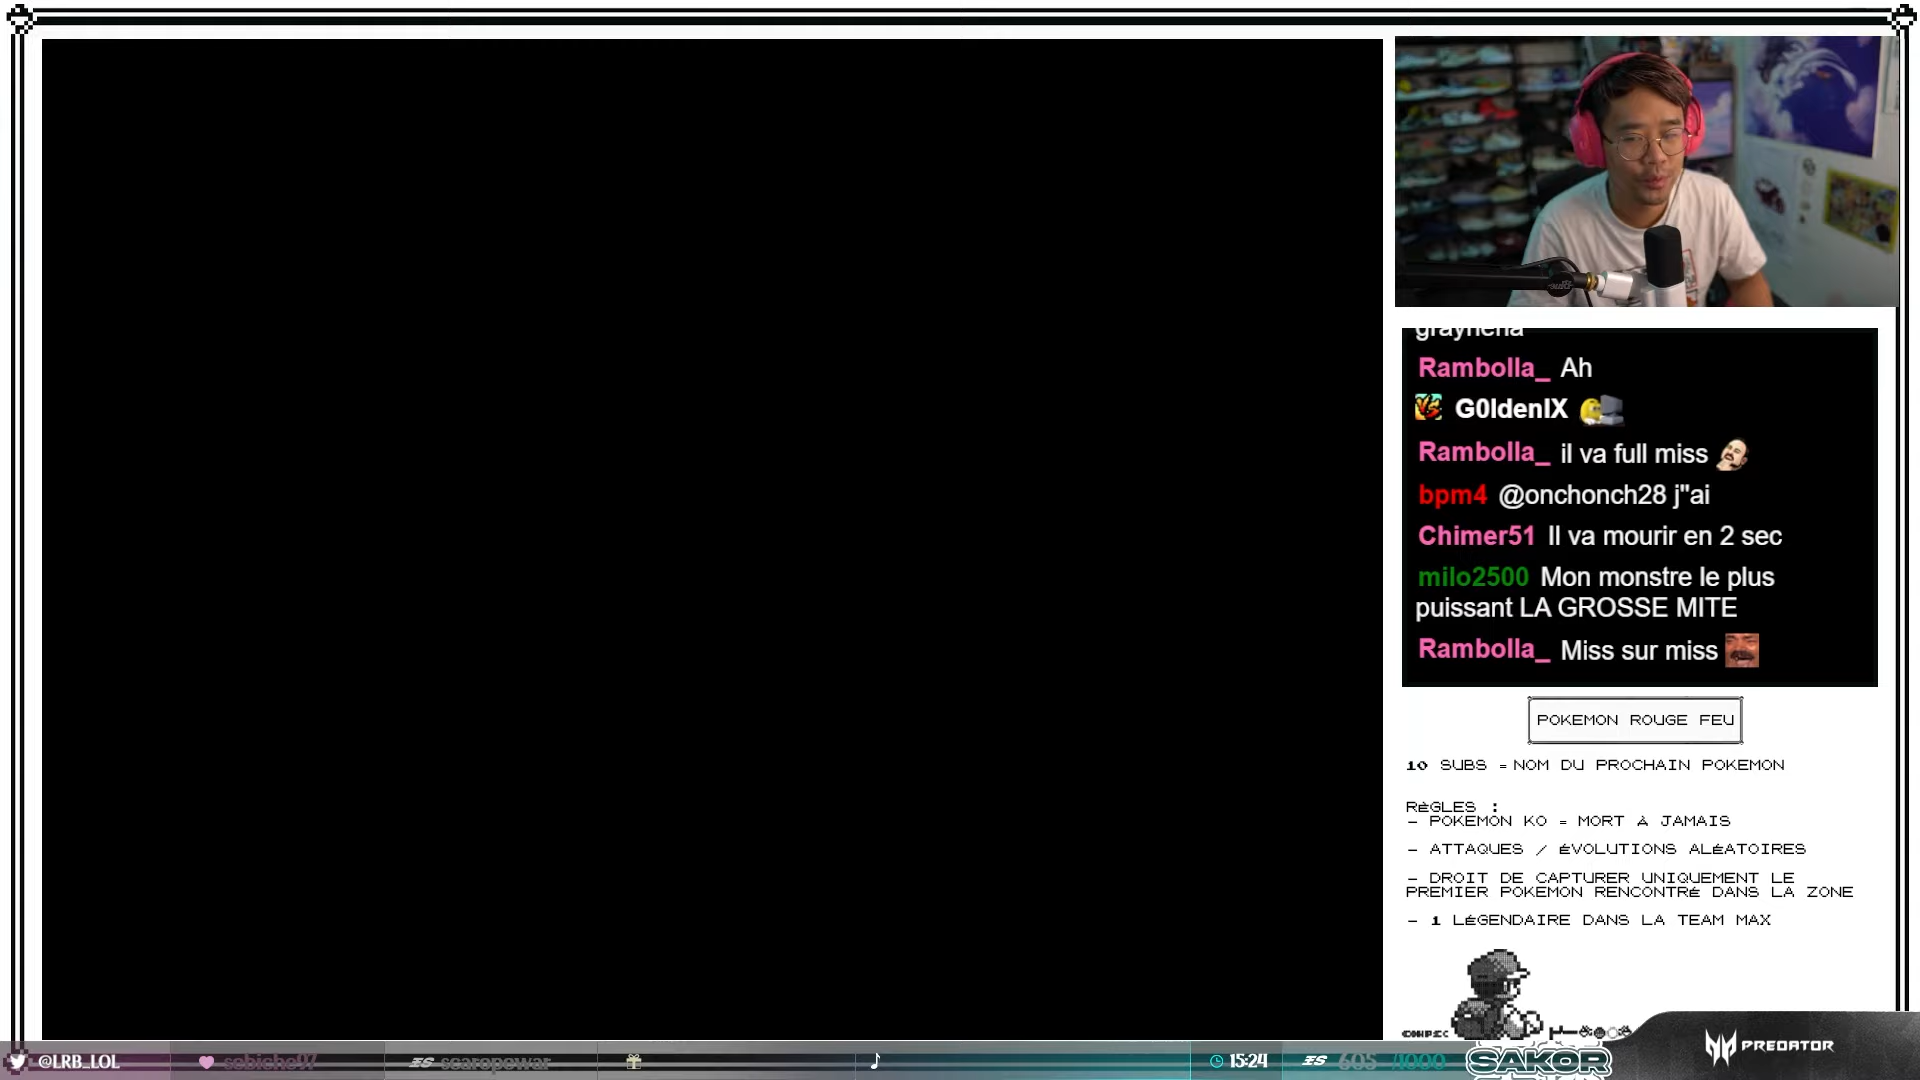 Rambolla_ Ah
G0ldenIX
Rambolla_ il va full miss
bpm4 @onchonch28 j"ai
Chimer51 Il va mourir en 2 sec
milo2500 Mon monstre le plus
puissant LA GROSSE MITE
Rambolla_ Miss sur miss
POKEMON ROUGE FEU
10 SUBS = NOM DU PROCHAIN POKEMON
RÈGLES :
- POKEMON KO = MORT À JAMAIS
- ATTAQUES / ÉVOLUTIONS ALÉATOIRES
- DROIT DE CAPTURER UNIQUEMENT LE
PREMIER POKEMON RENCONTRÉ DANS LA ZONE
- 1 LÉGENDAIRE DANS LA TEAM MAX
@LRB_LOL
15:24
605 /1000
SAKOR
PREDATOR